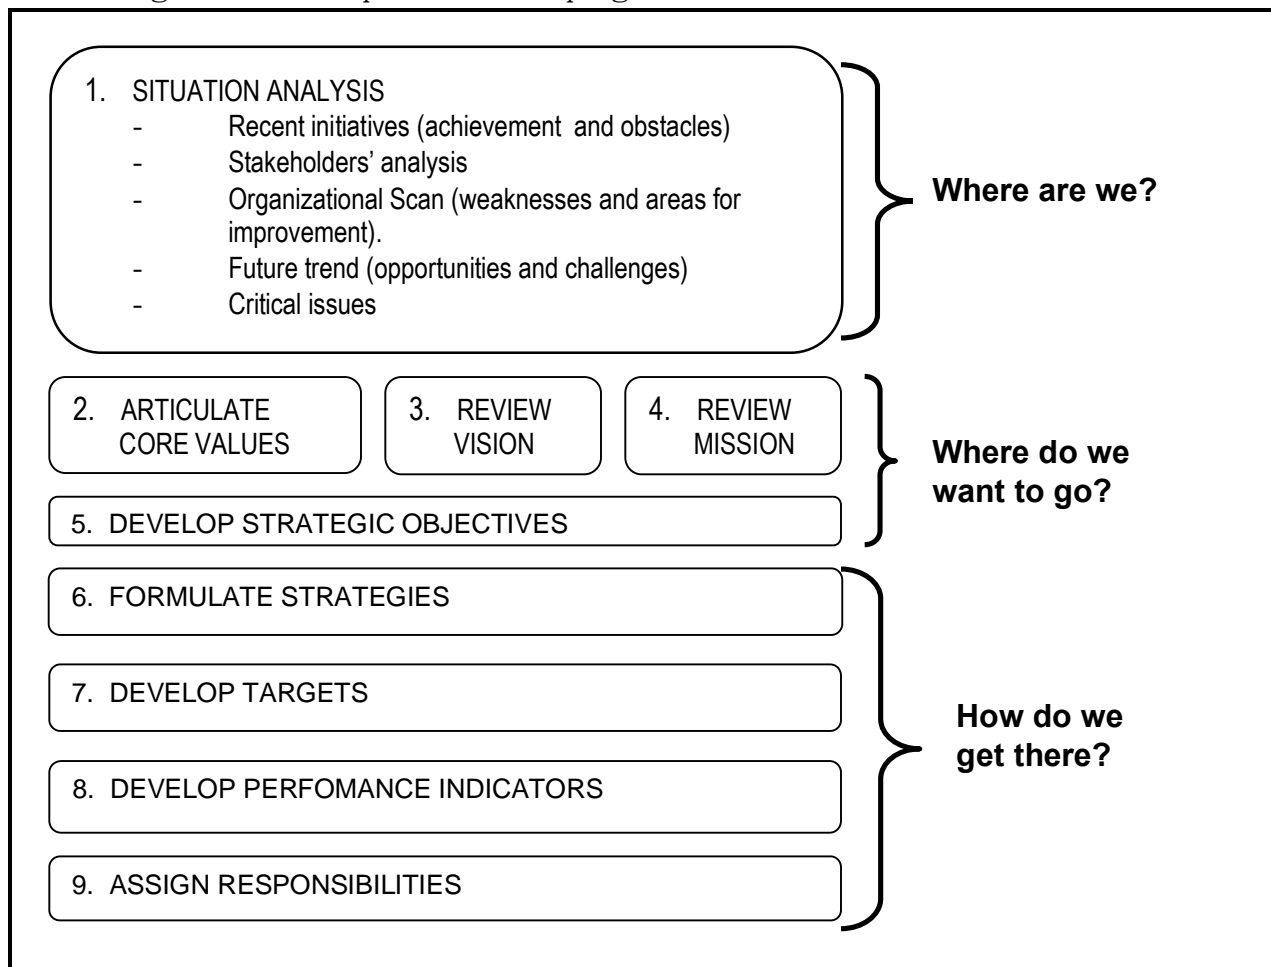 1. SITUATION ANALYSIS
- Recent initiatives (achievement and obstacles)
- Stakeholders’ analysis
- Organizational Scan (weaknesses and areas for
improvement).
- Future trend (opportunities and challenges)
- Critical issues
Where are we?
2. ARTICULATE
CORE VALUES
3. REVIEW
VISION
4. REVIEW
MISSION
5. DEVELOP STRATEGIC OBJECTIVES
Where do we
want to go?
6. FORMULATE STRATEGIES
7. DEVELOP TARGETS
8. DEVELOP PERFOMANCE INDICATORS
9. ASSIGN RESPONSIBILITIES
How do we
get there?